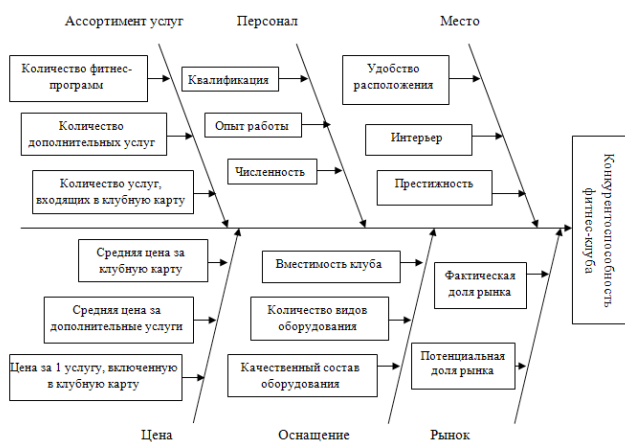 Ассортимент услуг
Персонал
Место
Количество фитнес-
программ
Количество
дополнительных услуг
Количество услуг,
входящих в клубную карту
Квалификация
Опыт работы
Численность
Удобство
расположения
Интерьер
Престижность
Конкурентоспособность
фитнес-клуба
Средняя цена за
клубную карту
Средняя цена за
дополнительные услуги
Цена за 1 услугу, включенную
в клубную карту
Вместимость клуба
Количество видов
оборудования
Качественный состав
оборудования
Фактическая
доля рынка
Потенциальная
доля рынка
Цена
Оснащение
Рынок